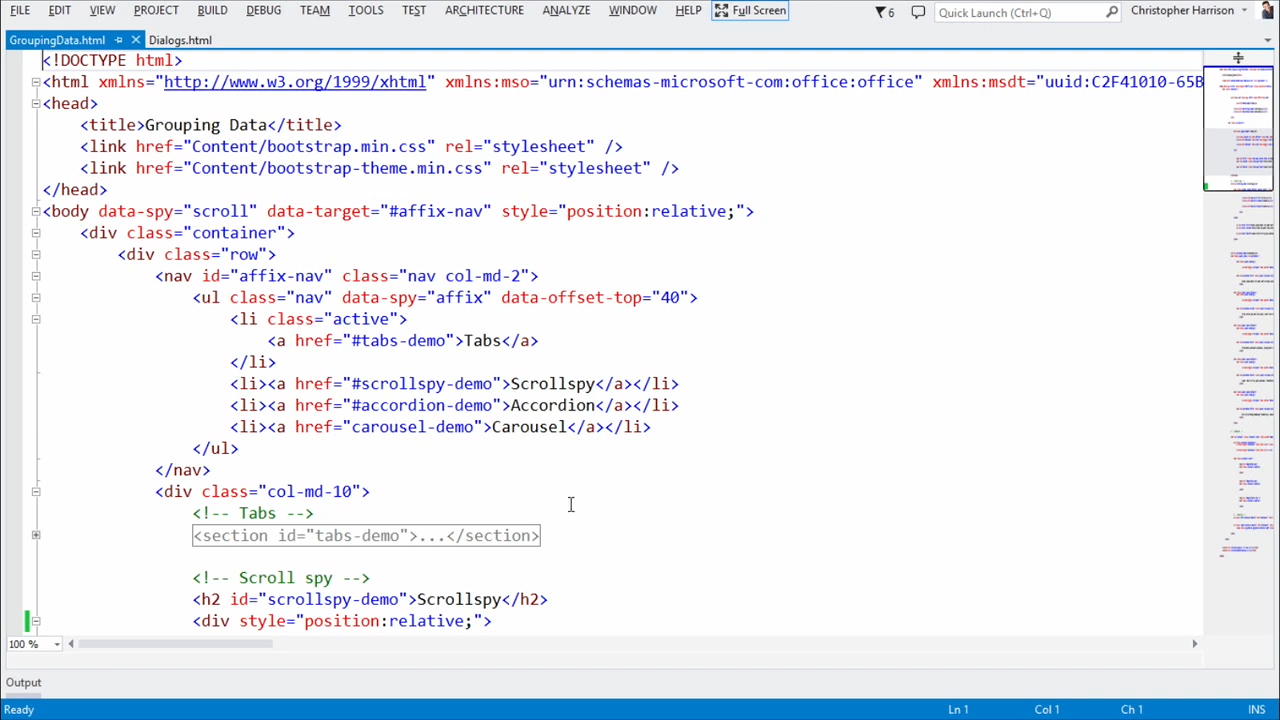 FILE EDIT VIEW PROJECT BUILD DEBUG TEAM TOOLS TEST ARCHITECTURE ANALYZE WINDOW HELP Full Screen 6 Quick Launch (Ctrl+Q) Christopher Harrison
GroupingData.html Dialogs.html
<!DOCTYPE html>
<html xmlns="http://www.w3.org/1999/xhtml" xmlns:mso="urn:schemas-microsoft-com:office:office" xmlns:msdt="uuid:C2F41010-65B
<head>
<title>Grouping Data</title>
<link href="Content/bootstrap.min.css" rel="stylesheet" />
<link href="Content/bootstrap-theme.min.css" rel="stylesheet" />
</head>
<body data-spy="scroll" data-target="#affix-nav" style="position:relative;">
<div class="container">
<div class="row">
<nav id="affix-nav" class="nav col-md-2">
<ul class="nav" data-spy="affix" data-offset-top="40">
<li class="active">
<a href="#tabs-demo">Tabs</a>
</li>
<li><a href="#scrollspy-demo">Scrollspy</a></li>
<li><a href="#accordion-demo">Accordion</a></li>
<li><a href="carousel-demo">Carousel</a></li>
</ul>
</nav>
<div class="col-md-10">
<!-- Tabs -->
<section id="tabs-demo">...</section>
<!-- Scroll spy -->
<h2 id="scrollspy-demo">Scrollspy</h2>
<div style="position:relative;">
100 %
Output
Ready Ln 1 Col 1 Ch 1 INS